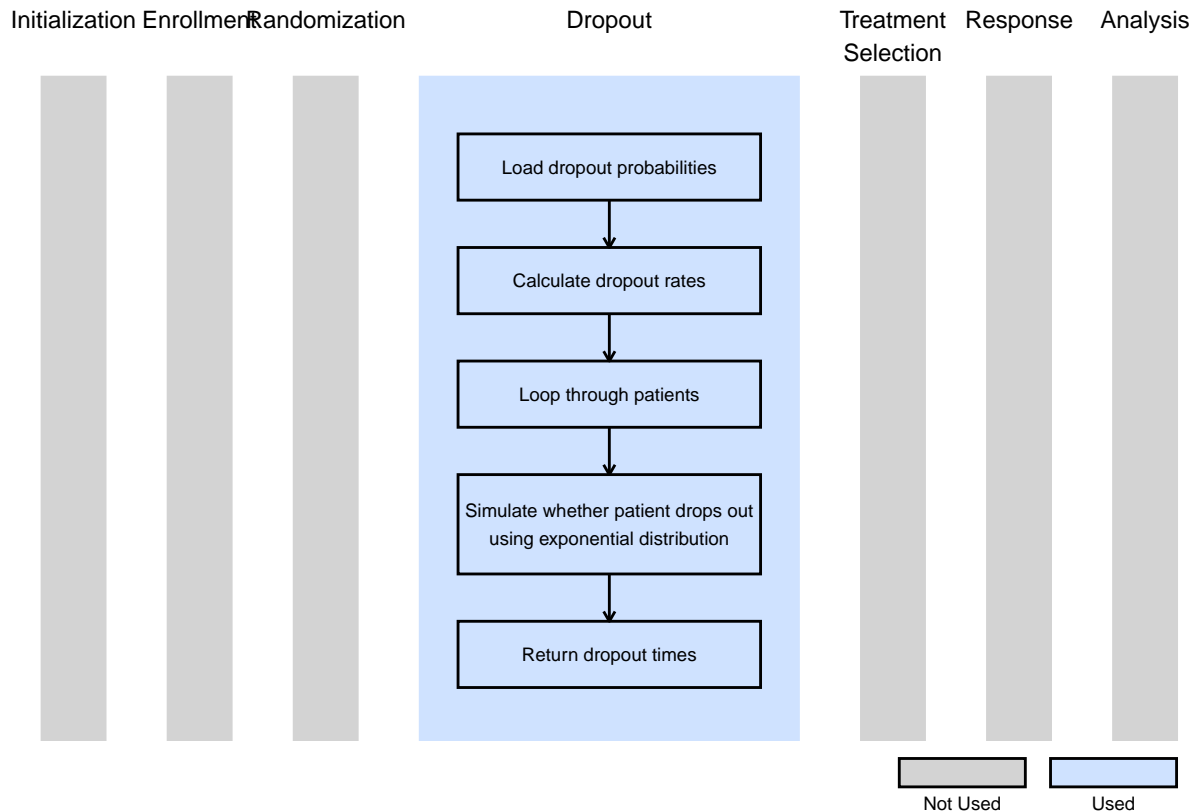 Initialization Enrollment Randomization Dropout Treatment Selection Response Analysis
Load dropout probabilities
Calculate dropout rates
Loop through patients
Simulate whether patient drops out
using exponential distribution
Return dropout times
Not Used Used